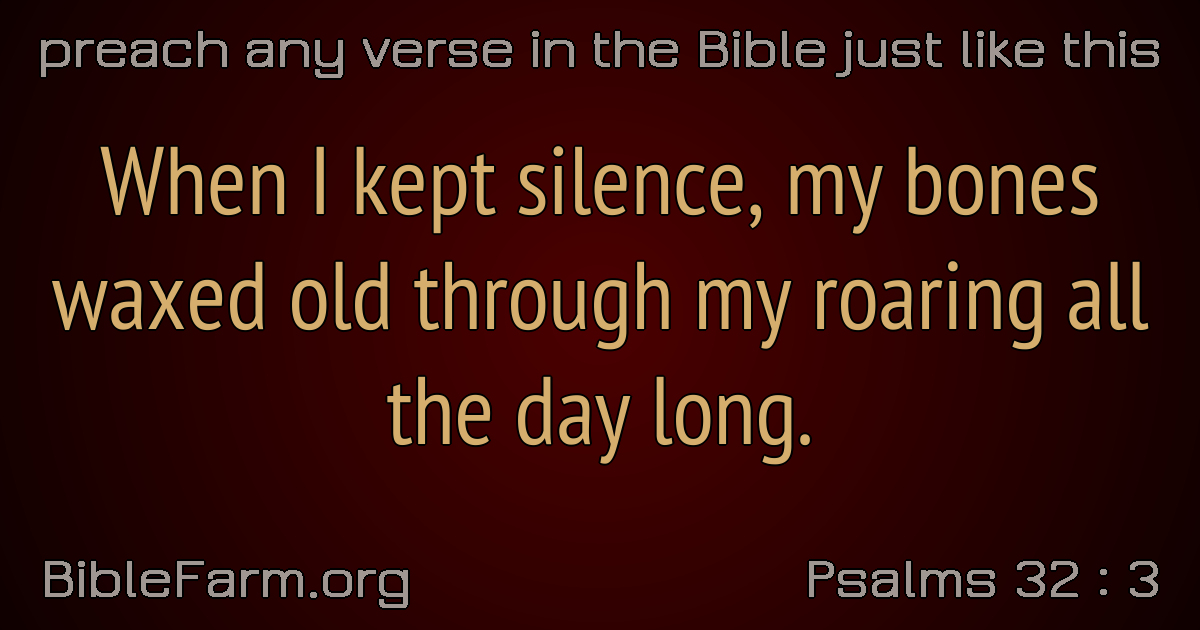 preach any verse in the Bible just like this
When I kept silence, my bones
waxed old through my roaring all
the day long.
BibleFarm.org
Psalms 32 : 3